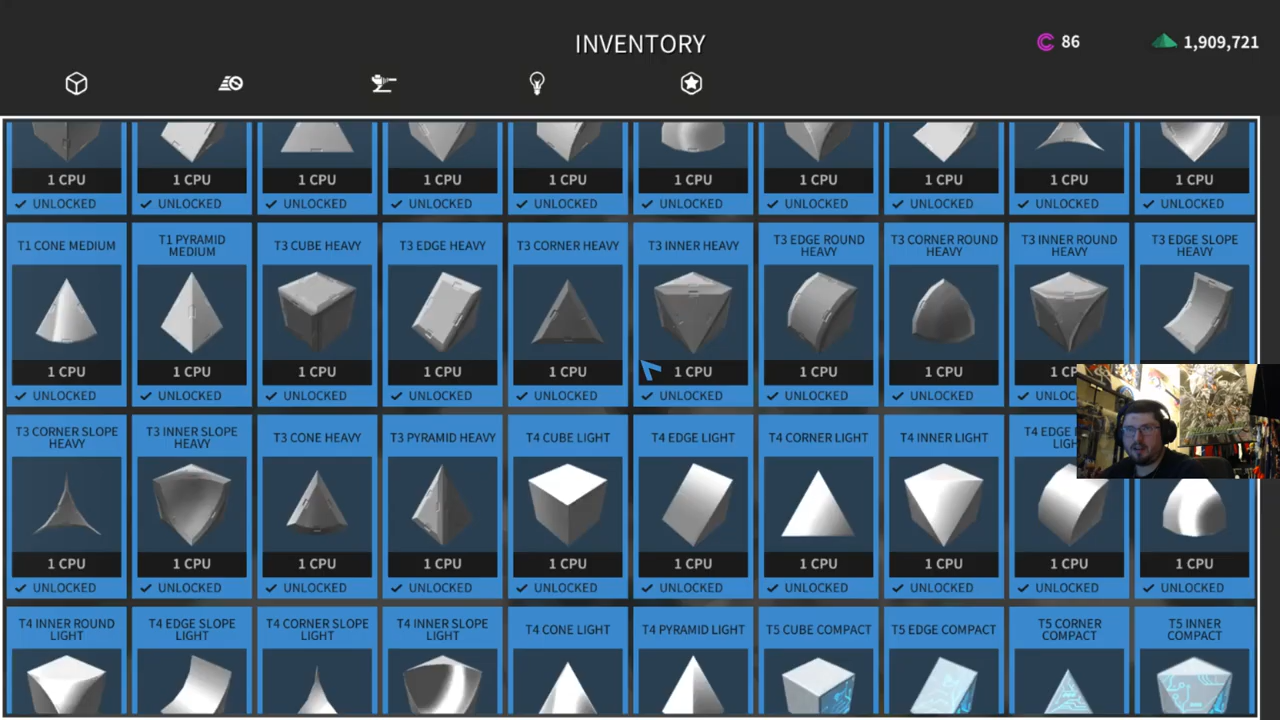 INVENTORY
86
1,909,721
1 CPU 1 CPU 1 CPU 1 CPU 1 CPU 1 CPU 1 CPU 1 CPU 1 CPU 1 CPU
UNLOCKED UNLOCKED UNLOCKED UNLOCKED UNLOCKED UNLOCKED UNLOCKED UNLOCKED UNLOCKED UNLOCKED
T1 CONE MEDIUM
T1 PYRAMID
MEDIUM
T3 CUBE HEAVY
T3 EDGE HEAVY
T3 CORNER HEAVY
T3 INNER HEAVY
T3 EDGE ROUND
HEAVY
T3 CORNER ROUND
HEAVY
T3 INNER ROUND
HEAVY
T3 EDGE SLOPE
HEAVY
1 CPU 1 CPU 1 CPU 1 CPU 1 CPU 1 CPU 1 CPU 1 CPU 1
UNLOCKED UNLOCKED UNLOCKED UNLOCKED UNLOCKED UNLOCKED UNLOCKED UNLOCKED
T3 CORNER SLOPE
HEAVY
T3 INNER SLOPE
HEAVY
T3 CONE HEAVY
T3 PYRAMID HEAVY
T4 CUBE LIGHT
T4 EDGE LIGHT
T4 CORNER LIGHT
T4 INNER LIGHT
T4 EDGE
1 CPU 1 CPU 1 CPU 1 CPU 1 CPU 1 CPU 1 CPU 1 CPU 1 CPU 1 CPU
UNLOCKED UNLOCKED UNLOCKED UNLOCKED UNLOCKED UNLOCKED UNLOCKED UNLOCKED UNLOCKED UNLOCKED
T4 INNER ROUND
LIGHT
T4 EDGE SLOPE
LIGHT
T4 CORNER SLOPE
LIGHT
T4 INNER SLOPE
LIGHT
T4 CONE LIGHT
T4 PYRAMID LIGHT
T5 CUBE COMPACT
T5 EDGE COMPACT
T5 CORNER
COMPACT
T5 INNER
COMPACT